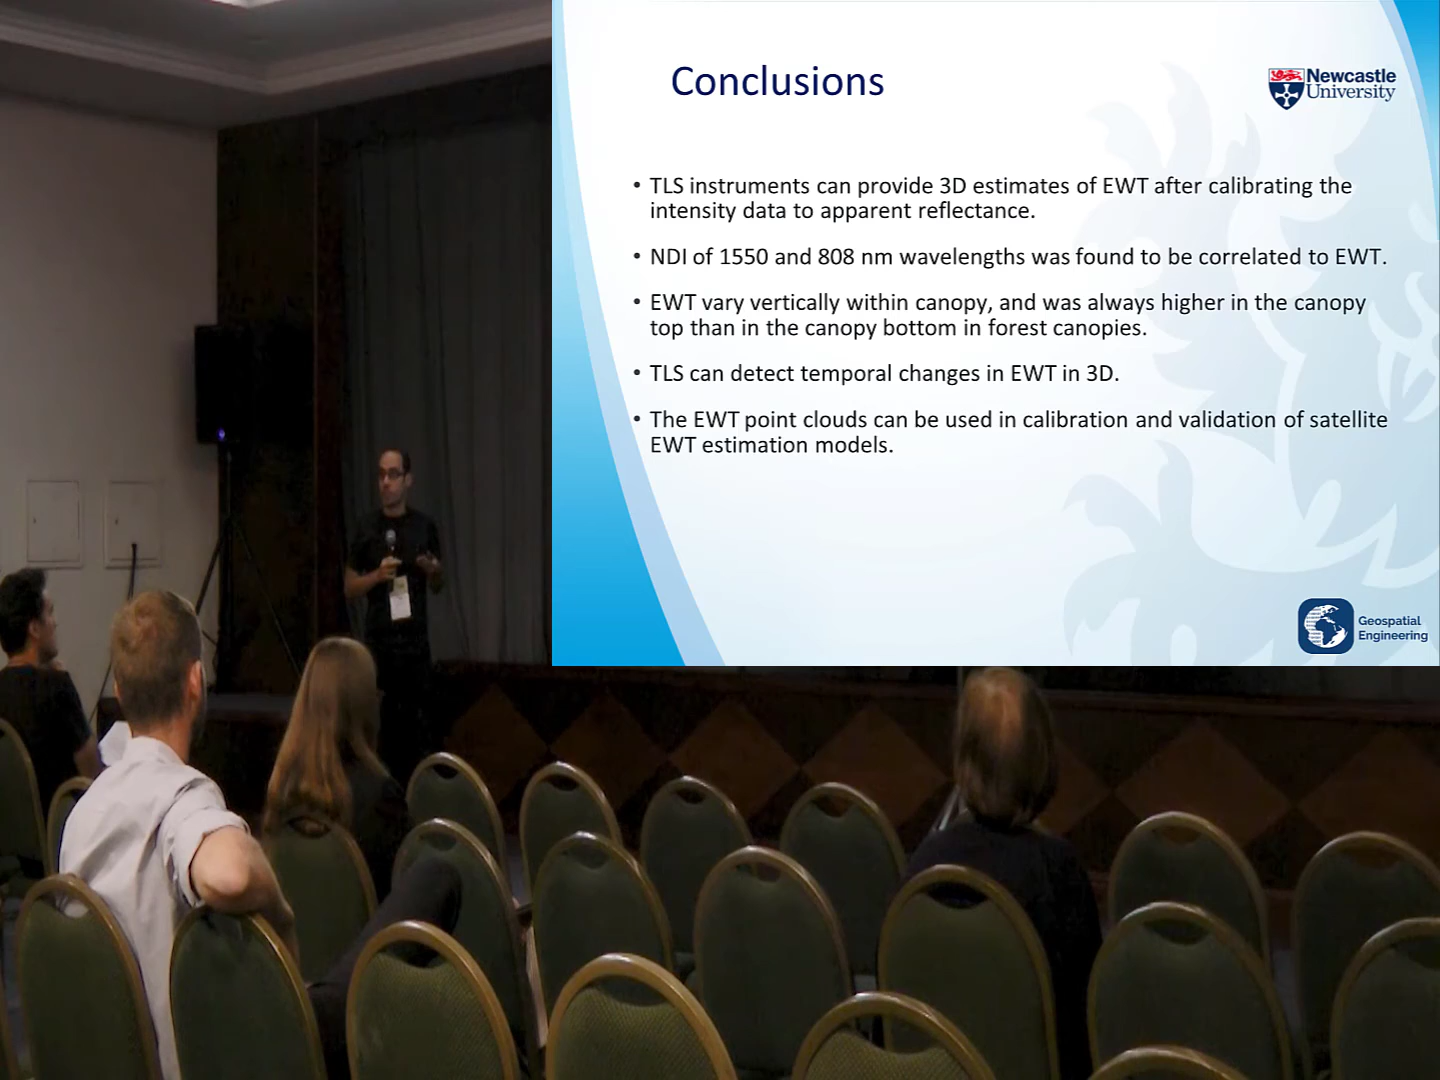 Conclusions
Newcastle
University
• TLS instruments can provide 3D estimates of EWT after calibrating the
intensity data to apparent reflectance.
• NDI of 1550 and 808 nm wavelengths was found to be correlated to EWT.
• EWT vary vertically within canopy, and was always higher in the canopy
top than in the canopy bottom in forest canopies.
• TLS can detect temporal changes in EWT in 3D.
• The EWT point clouds can be used in calibration and validation of satellite
EWT estimation models.
Geospatial
Engineering